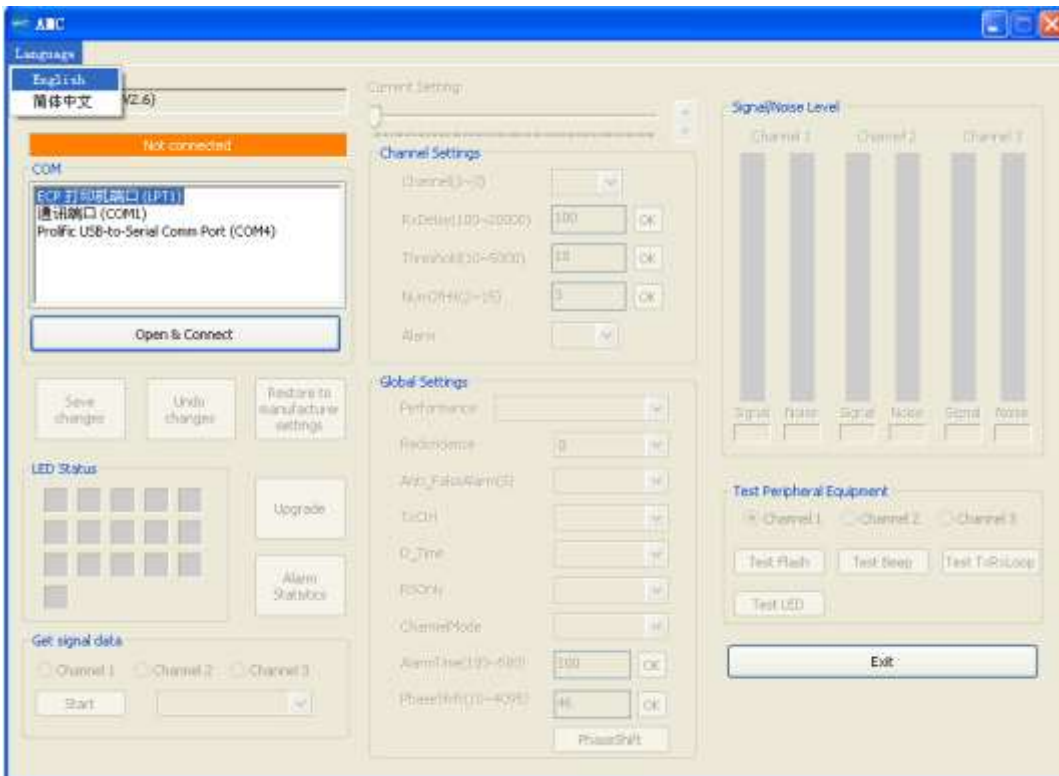 ABC
Language
English
简体中文
V2.6)
Not connected
COM
ECP 打印机端口 (LPT1)
通讯端口 (COM1)
Prolific USB-to-Serial Comm Port (COM4)
Open & Connect
Save changes
Undo changes
Restore to manufacturer settings
LED Status
Upgrade
Alarm Statistics
Get signal data
Channel 1
Channel 2
Channel 3
Start
Current Setting:
Channel Settings
Channel(1~3)
RxDelay(100~20000)
100
OK
Threshold(10~5000)
10
OK
NumOfHit(2~15)
3
OK
Alarm
Global Settings
Performance
Redundence
0
Anti_FalseAlarm(S)
TxCtrl
D_Time
RSOnly
ChannelMode
AlarmTime(100~600)
100
OK
PhaseShift(10~4095)
46
OK
PhaseShift
Signal/Noise Level
Channel 1
Channel 2
Channel 3
Signal
Noise
Signal
Noise
Signal
Noise
Test Peripheral Equipment
Channel 1
Channel 2
Channel 3
Test Flash
Test Beep
Test TxRxLoop
Test LED
Exit